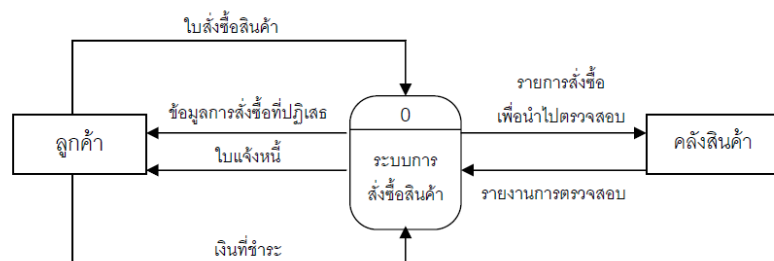 ใบสั่งซื้อสินค้า
ข้อมูลการสั่งซื้อที่ปฏิเสธ
ลูกค้า
ใบแจ้งหนี้
เงินที่ชำระ
0
ระบบการ
สั่งซื้อสินค้า
รายการสั่งซื้อ
เพื่อนำไปตรวจสอบ
รายงานการตรวจสอบ
คลังสินค้า